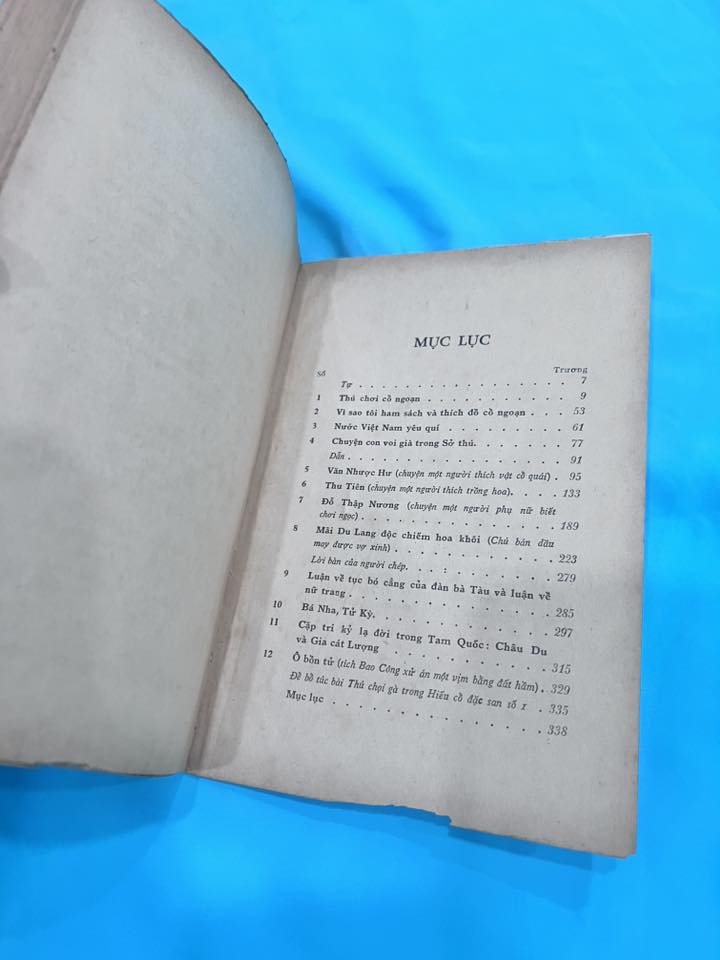 MỤC LỤC
Số Trương
Tự . . . . . . . . . . . . . . . . 7
1 Thú chơi cồ ngoạn . . . . . . . . . . . . 9
2 Vì sao tôi ham sách và thích đồ cồ ngoạn . . . 53
3 Nước Việt Nam yêu quí . . . . . . . . . 61
4 Chuyện con voi già trong Sở thú. . . . . . . 77
Dẫn . . . . . . . . . . . . . . . 91
5 Văn Nhược Hư (chuyện một người thích vật cồ quái) . 95
6 Thu Tiên (chuyện một người thích trồng hoa). . . . 133
7 Đỗ Thập Nương (chuyện một người phụ nữ biết
chơi ngọc) . . . . . . . . . . . . . 189
8 Mãi Du Lang độc chiếm hoa khôi (Chú bán dầu
may được vợ xinh) . . . . . . . . . . . 223
Lời bàn của người chép. . . . : . . . . . . . 279
9 Luận về tục bó cẳng của đàn bà Tàu và luận về
nữ trang . . . . . . . . . . . . . . 285
10 Bá Nha, Tử Kỳ. . . . . . . . . . . . . 297
11 Cặp tri kỷ lạ đời trong Tam Quốc: Châu Du
và Gia cát Lượng . . . . . . . . . . . 315
12 Ô bồn tử (tích Bao Công xử án một vịm bằng đất hầm) . 329
Đề bồ tác bài Thú chọi gà trong Hiếu cồ đặc san số 1 . 335
Mục lục . . . . . . . . . . . . . . . 338